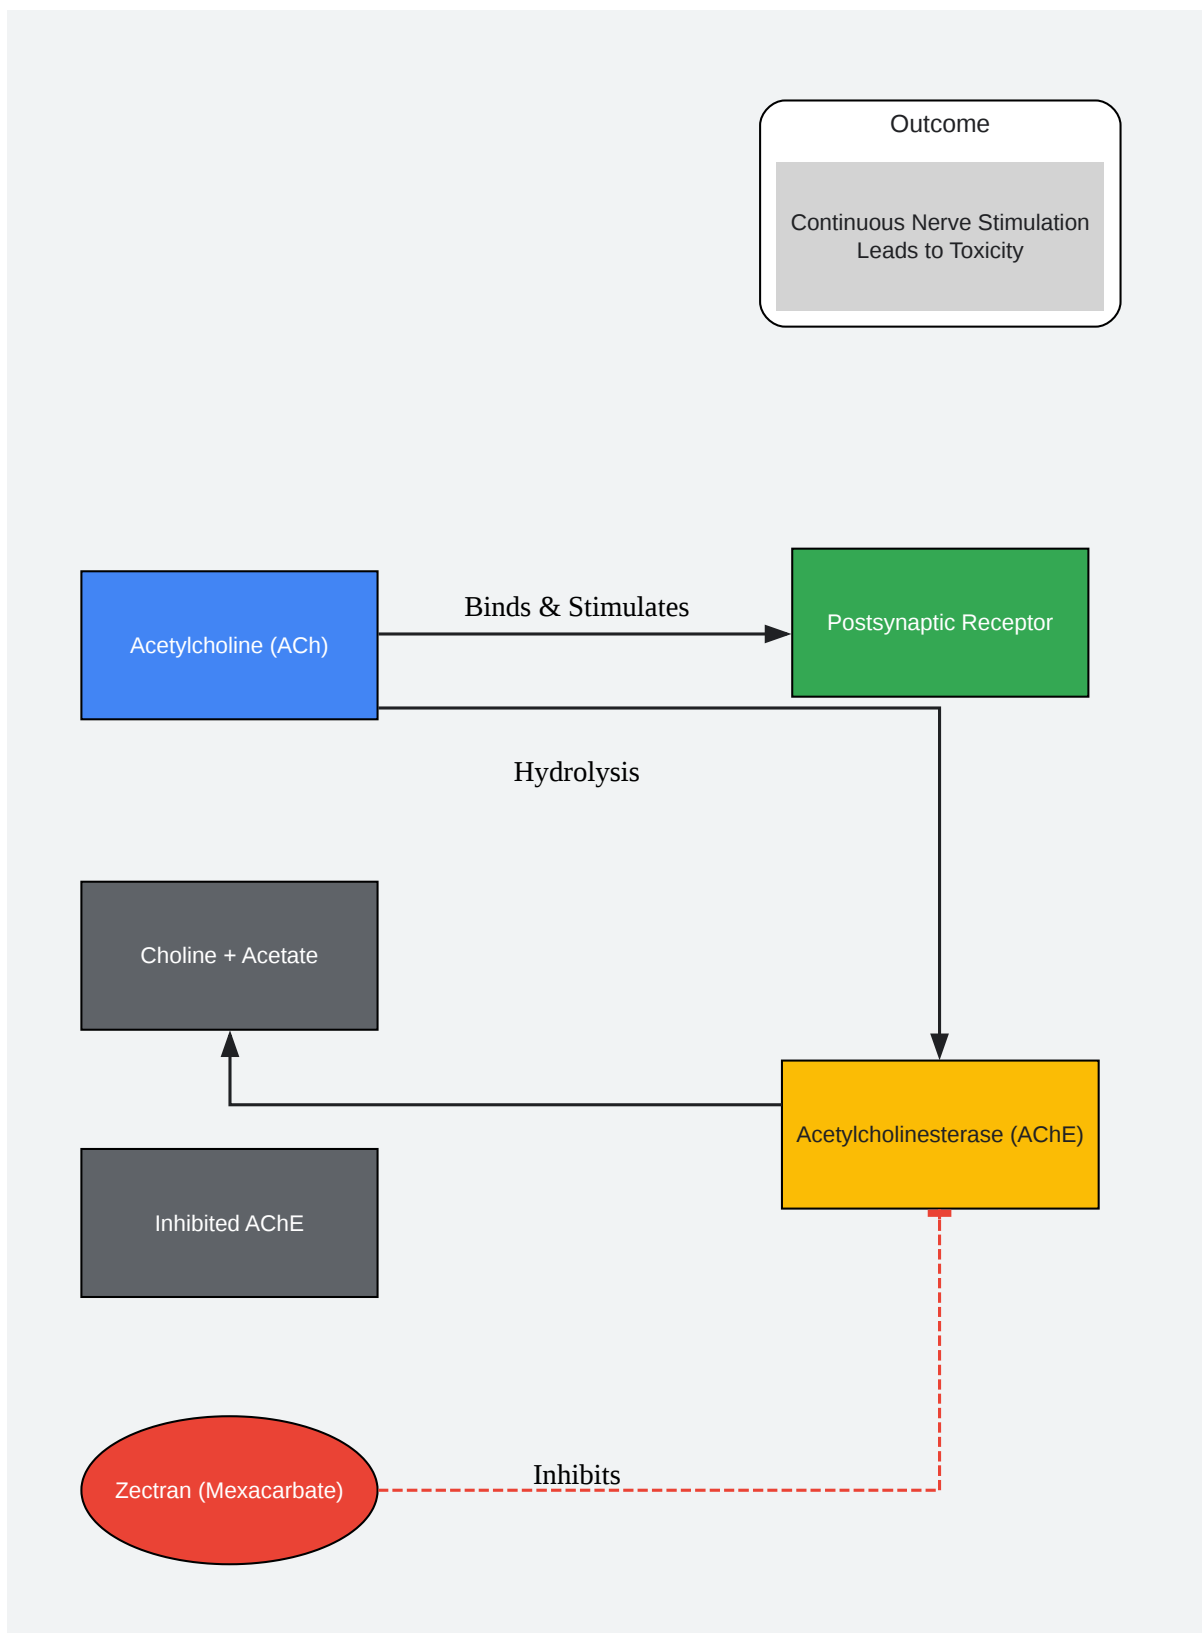 Outcome
Continuous Nerve Stimulation
Leads to Toxicity
Acetylcholine (ACh)
Binds & Stimulates
Postsynaptic Receptor
Hydrolysis
Choline + Acetate
Acetylcholinesterase (AChE)
Inhibited AChE
Zectran (Mexacarbate)
Inhibits